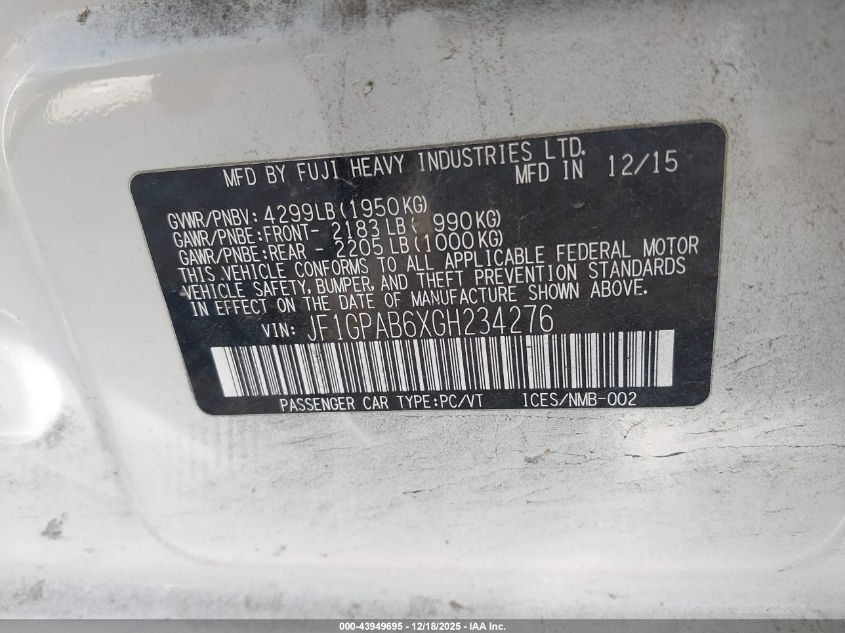 MFD BY FUJI HEAVY INDUSTRIES LTD.
MFD IN 12/15
GVWR/PNBV: 4299LB(1950KG)
GAWR/PNBE:FRONT- 2183 LB( 990KG)
GAWR/PNBE:REAR - 2205 LB(1000KG)
THIS VEHICLE CONFORMS TO ALL APPLICABLE FEDERAL MOTOR
VEHICLE SAFETY, BUMPER, AND THEFT PREVENTION STANDARDS
IN EFFECT ON THE DATE OF MANUFACTURE SHOWN ABOVE.
VIN: JF1GPAB6XGH234276
PASSENGER CAR TYPE:PC/VT ICES/NMB-002
000-43949695 - 12/18/2025 - IAA Inc.